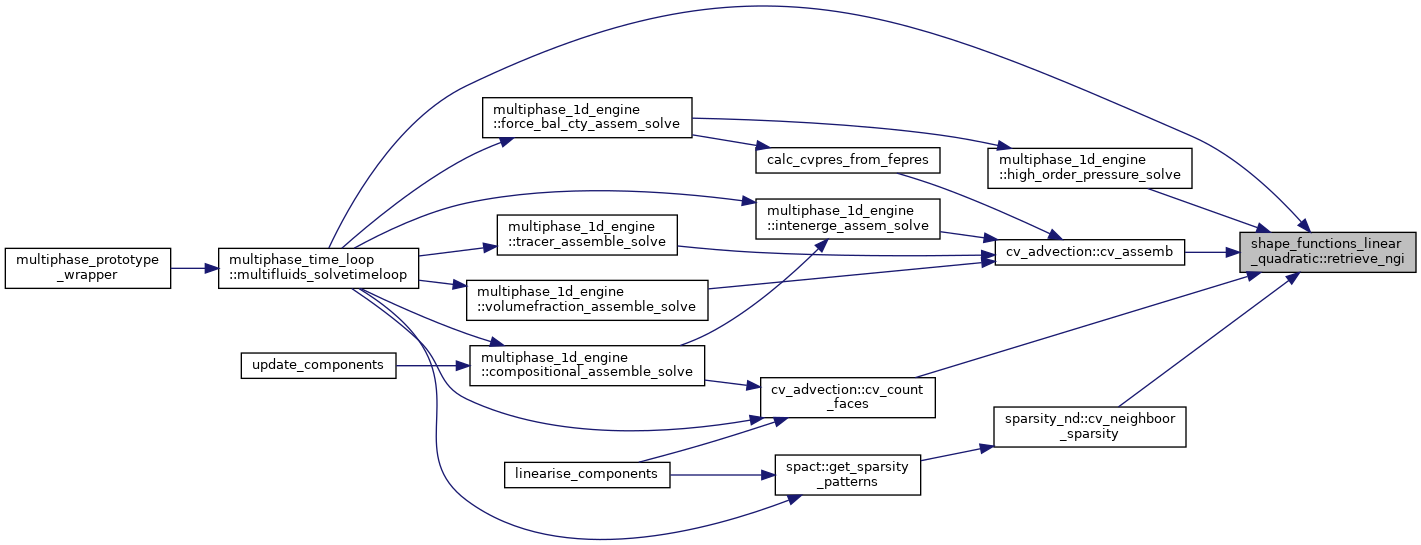 multiphase_1d_engine
::force_bal_cty_assem_solve
calc_cvpres_from_fepres
multiphase_1d_engine
::high_order_pressure_solve
multiphase_1d_engine
::intenerge_assem_solve
multiphase_1d_engine
::tracer_assemble_solve
shape_functions_linear
_quadratic::retrieve_ngi
cv_advection::cv_assemb
multiphase_prototype
_wrapper
multiphase_time_loop
::multifluids_solvetimeloop
multiphase_1d_engine
::volumefraction_assemble_solve
update_components
multiphase_1d_engine
::compositional_assemble_solve
cv_advection::cv_count
_faces
sparsity_nd::cv_neighboor
_sparsity
linearise_components
spact::get_sparsity
_patterns